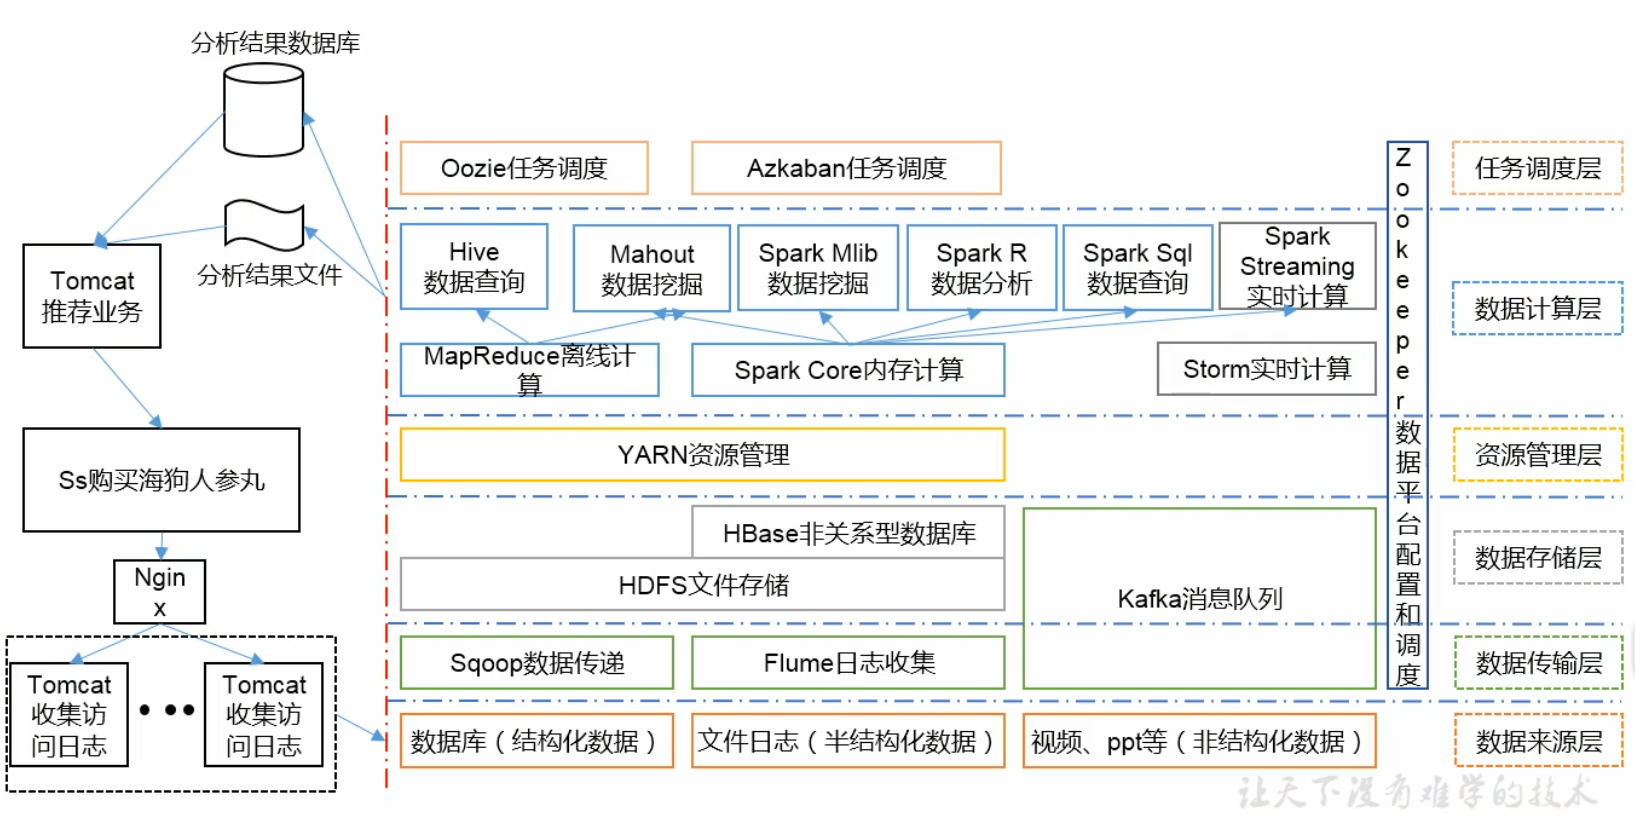 分析结果数据库
分析结果文件
Tomcat
推荐业务
Ss购买海狗人参丸
Ngin
x
Tomcat
收集访
问日志
Tomcat
收集访
问日志
Oozie任务调度
Azkaban任务调度
任务调度层
Hive
数据查询
Mahout
数据挖掘
Spark Mlib
数据挖掘
Spark R
数据分析
Spark Sql
数据查询
Spark
Streaming
实时计算
数据计算层
MapReduce离线计
算
Spark Core内存计算
Storm实时计算
YARN资源管理
资源管理层
HBase非关系型数据库
HDFS文件存储
Kafka消息队列
数据存储层
Sqoop数据传递
Flume日志收集
数据传输层
数据库（结构化数据）
文件日志（半结构化数据）
视频、ppt等（非结构化数据）
数据来源层
Zookeeper数据平台配置和调度
让天下没有难学的技术